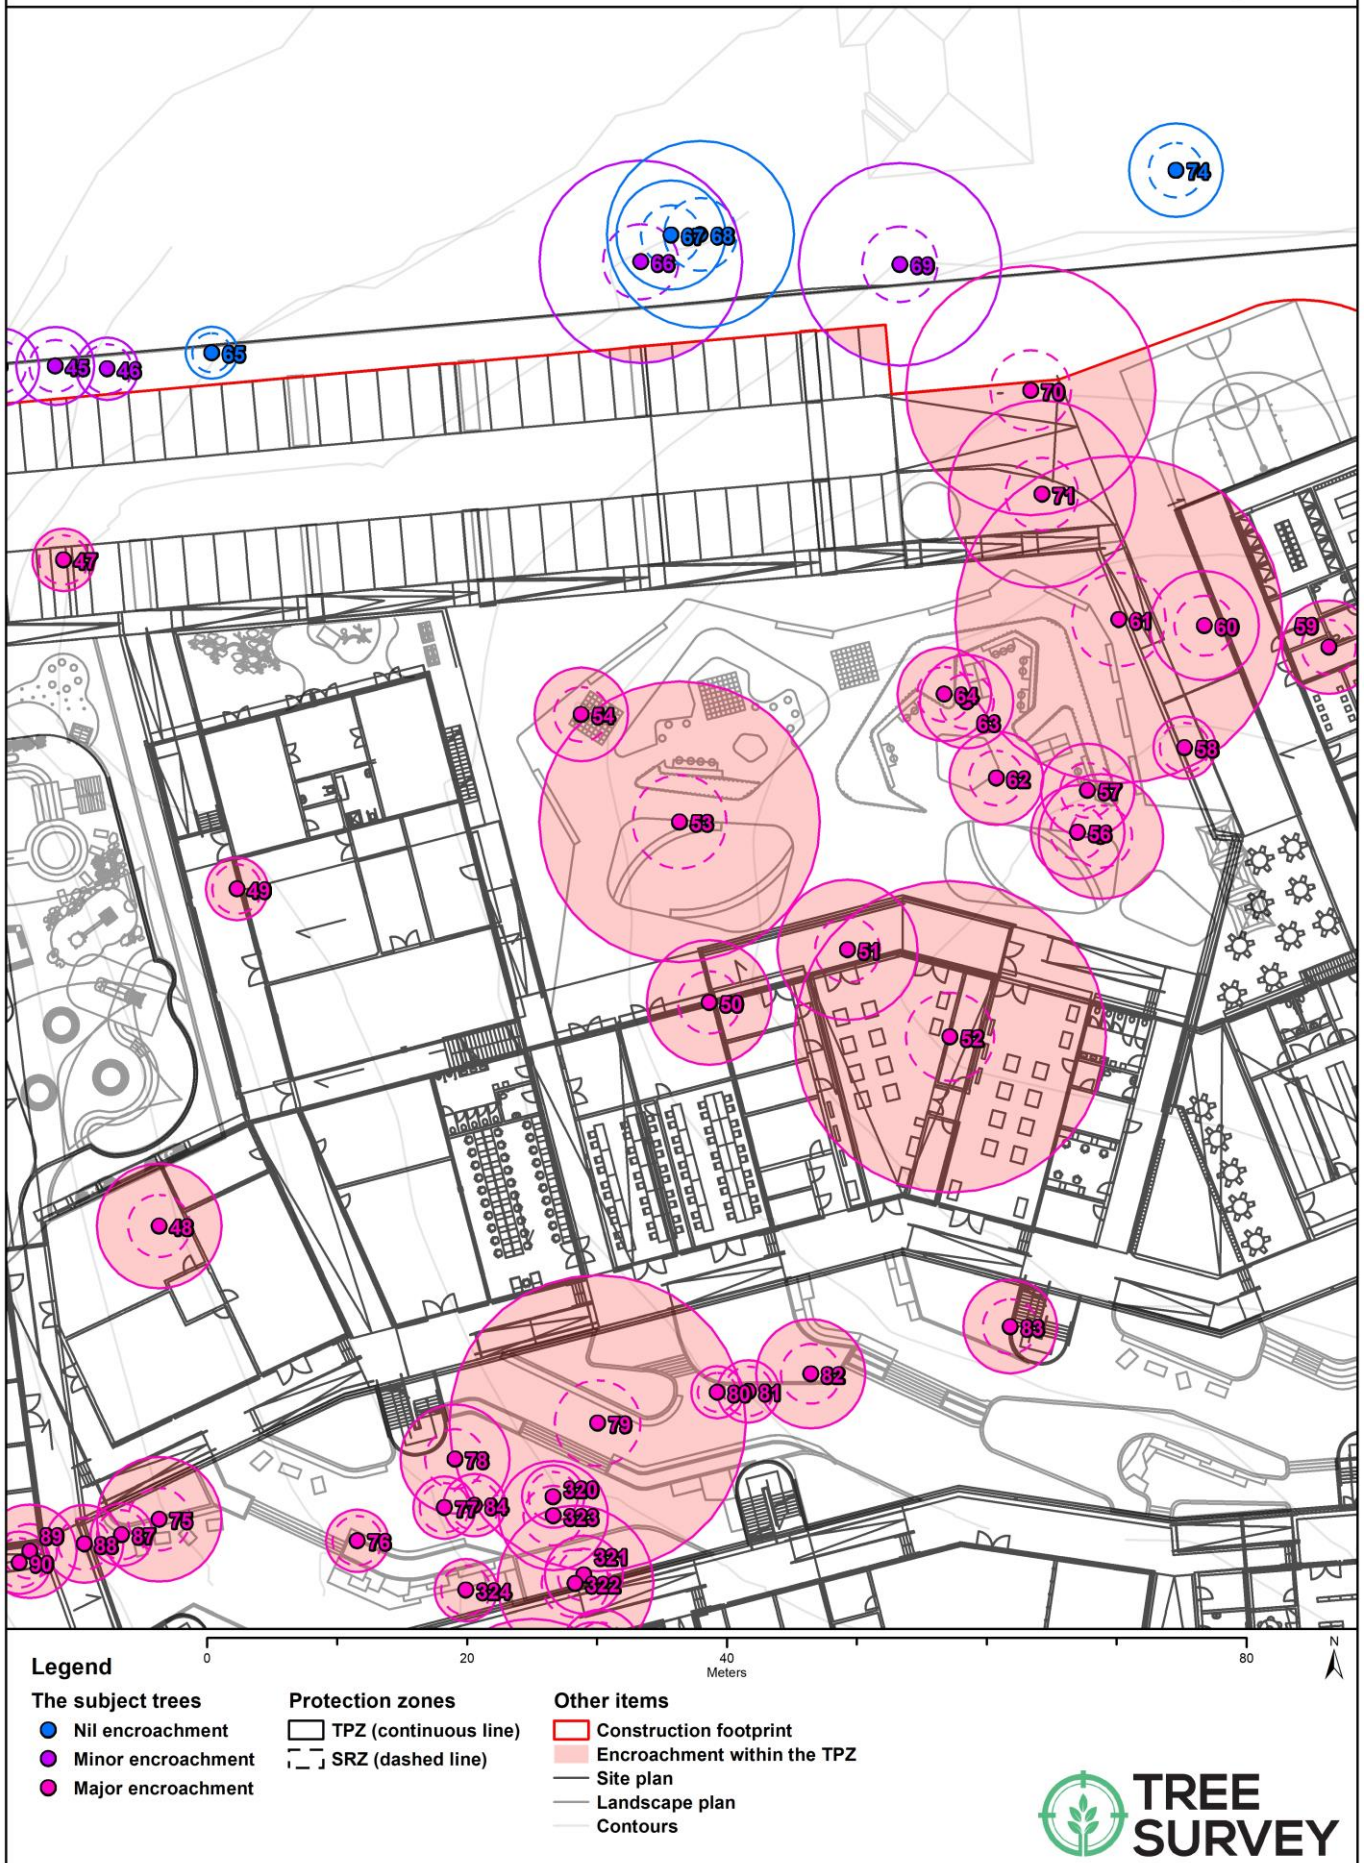 74
67 68
66
69
65
45 46
70
71
47
61 60 59
64
54
63
58
62
57
53
56
49
51
50
52
48
83
82
80 81
79
78
320
77 84
323
75
89 87
88
76
90
321
322
324
0 20 40 80
Meters
N
Legend
The subject trees
Nil encroachment
Minor encroachment
Major encroachment
Protection zones
TPZ (continuous line)
SRZ (dashed line)
Other items
Construction footprint
Encroachment within the TPZ
Site plan
Landscape plan
Contours
TREE
SURVEY